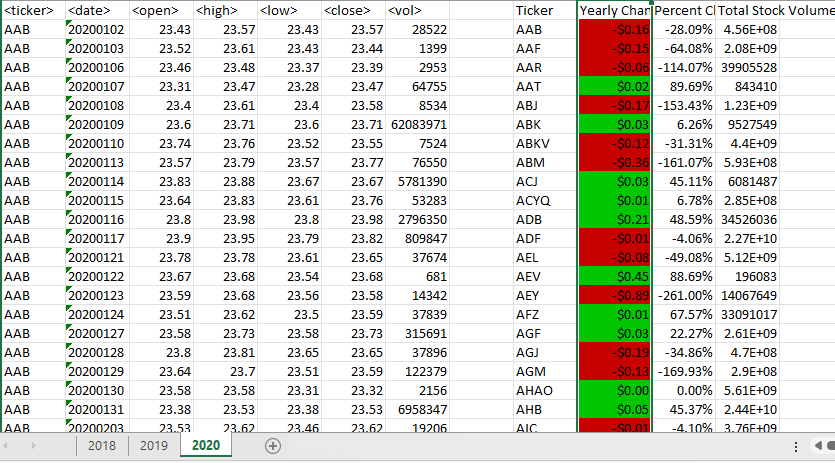 <ticker> <date> <open> <high> <low> <close> <vol> Ticker Yearly Chan Percent C Total Stock Volume
AAB 20200102 23.43 23.57 23.43 23.57 28522 AAB -$0.16 -28.09% 4.56E+08
AAB 20200103 23.52 23.61 23.43 23.44 1399 AAF -$0.15 -64.08% 2.08E+09
AAB 20200106 23.46 23.48 23.37 23.39 2953 AAR -$0.06 -114.07% 39905528
AAB 20200107 23.31 23.47 23.28 23.47 64755 AAT $0.02 89.69% 843410
AAB 20200108 23.4 23.61 23.4 23.58 8534 ABJ -$0.17 -153.43% 1.23E+09
AAB 20200109 23.6 23.71 23.6 23.71 62083971 ABK $0.03 6.26% 9527549
AAB 20200110 23.74 23.76 23.52 23.55 7524 ABKV -$0.12 -31.31% 4.4E+09
AAB 20200113 23.57 23.79 23.57 23.77 76550 ABM -$0.36 -161.07% 5.93E+08
AAB 20200114 23.83 23.88 23.67 23.67 5781390 ACJ $0.03 45.11% 6081487
AAB 20200115 23.64 23.83 23.61 23.76 53283 ACYQ $0.01 6.78% 2.85E+08
AAB 20200116 23.8 23.98 23.8 23.98 2796350 ADB $0.21 48.59% 34526036
AAB 20200117 23.9 23.95 23.79 23.82 809847 ADF -$0.01 -4.06% 2.27E+10
AAB 20200121 23.78 23.78 23.61 23.65 37674 AEL -$0.08 -49.08% 5.12E+09
AAB 20200122 23.67 23.68 23.54 23.68 681 AEV $0.45 88.69% 196083
AAB 20200123 23.59 23.68 23.56 23.58 14342 AEY -$0.89 -261.00% 14067649
AAB 20200124 23.51 23.62 23.5 23.59 37839 AFZ $0.01 67.57% 33091017
AAB 20200127 23.58 23.73 23.58 23.73 315691 AGF $0.03 22.27% 2.61E+09
AAB 20200128 23.8 23.81 23.65 23.65 37896 AGJ -$0.19 -34.86% 4.7E+08
AAB 20200129 23.64 23.7 23.51 23.59 122379 AGM -$0.13 -169.93% 2.9E+08
AAB 20200130 23.58 23.58 23.31 23.32 2156 AHAO $0.00 0.00% 5.61E+09
AAB 20200131 23.38 23.53 23.38 23.53 6958347 AHB $0.05 45.37% 2.44E+10
AAB 20200203 23.53 23.62 23.46 23.62 19206 AIC -$0.01 -4.10% 3.76E+09
2018 2019 2020